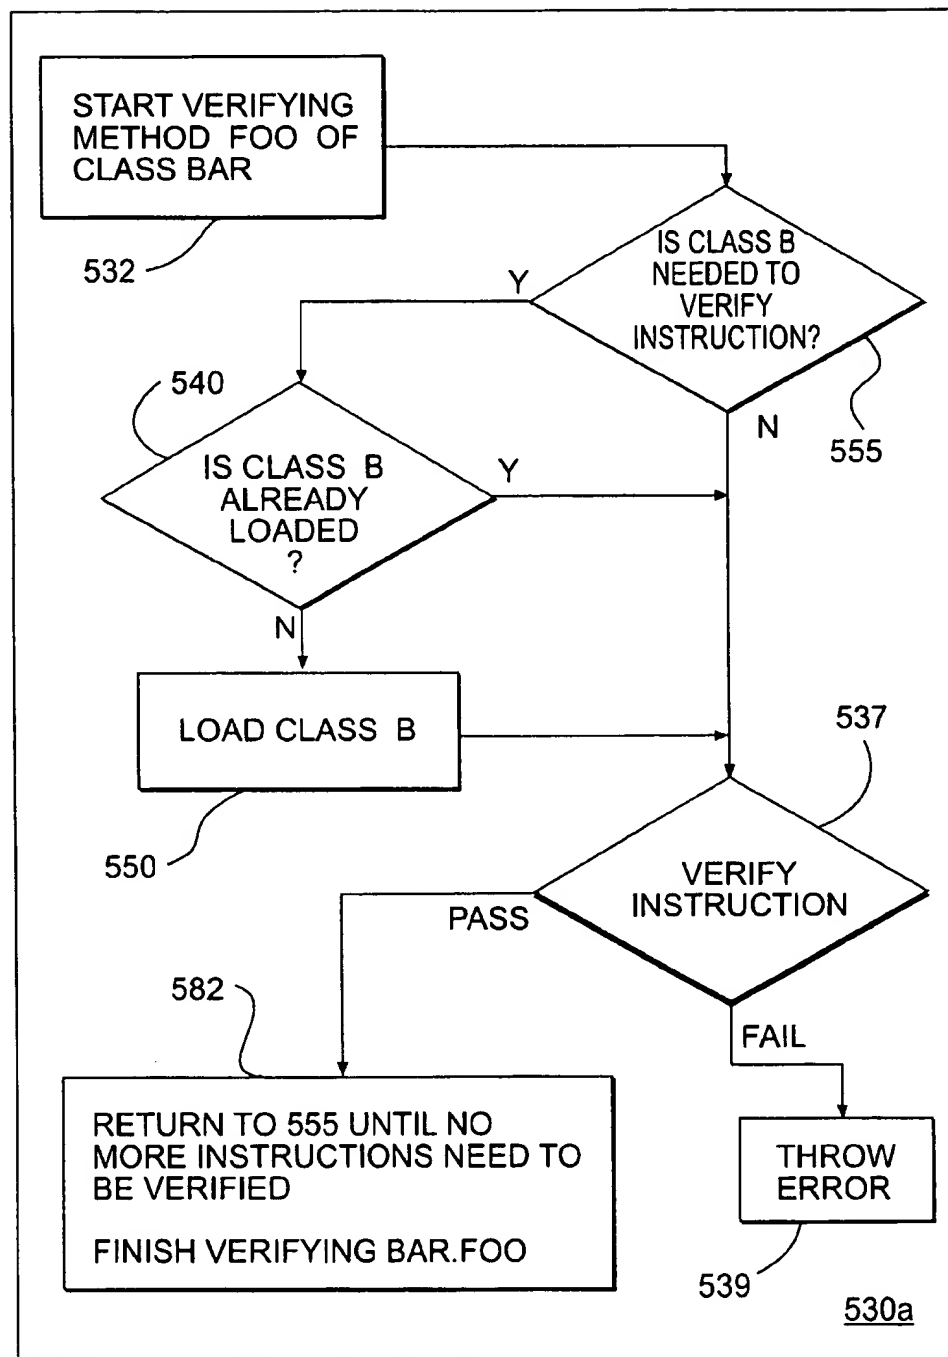 START VERIFYING
METHOD FOO OF
CLASS BAR
532
IS CLASS B
NEEDED TO
VERIFY
INSTRUCTION?
Y
555
N
540
IS CLASS B
ALREADY
LOADED
?
Y
N
LOAD CLASS B
550
537
VERIFY
INSTRUCTION
PASS
FAIL
582
RETURN TO 555 UNTIL NO
MORE INSTRUCTIONS NEED TO
BE VERIFIED
FINISH VERIFYING BAR.FOO
THROW
ERROR
539
530a